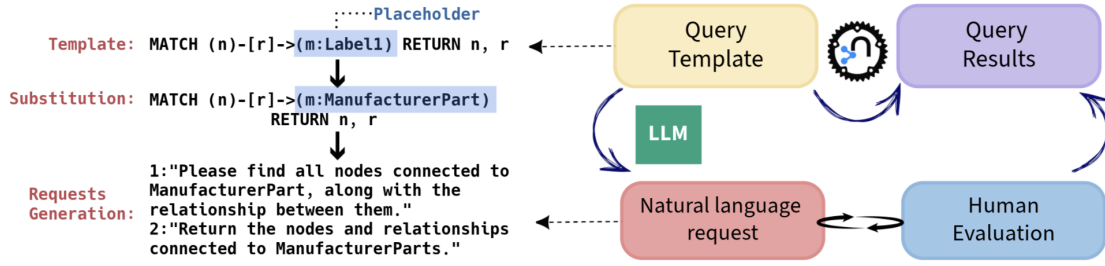 Placeholder
Template: MATCH (n)-[r]->(m:Label1) RETURN n, r
Substitution: MATCH (n)-[r]->(m:ManufacturerPart)
RETURN n, r
Requests
Generation:
1:"Please find all nodes connected to
ManufacturerPart, along with the
relationship between them."
2:"Return the nodes and relationships
connected to ManufacturerParts."
Query
Template
Query
Results
LLM
Natural language
request
Human
Evaluation